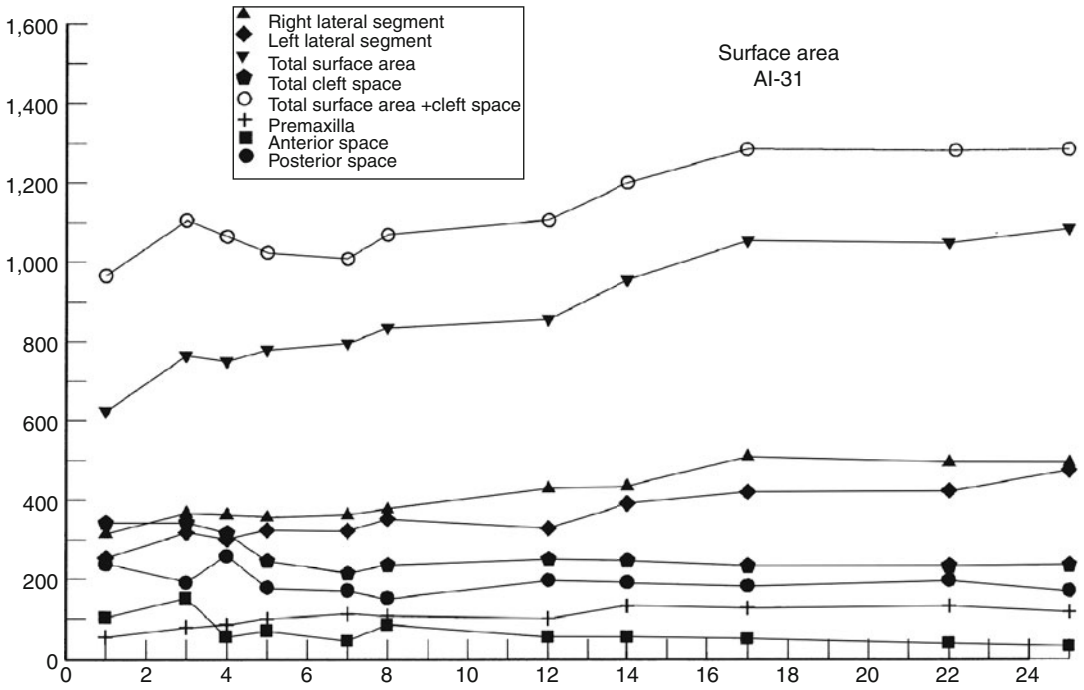 1,600
1,400
1,200
1,000
800
600
400
200
0
Right lateral segment
Left lateral segment
Total surface area
Total cleft space
Total surface area +cleft space
Premaxilla
Anterior space
Posterior space
Surface area
AI-31
0 2 4 6 8 10 12 14 16 18 20 22 24